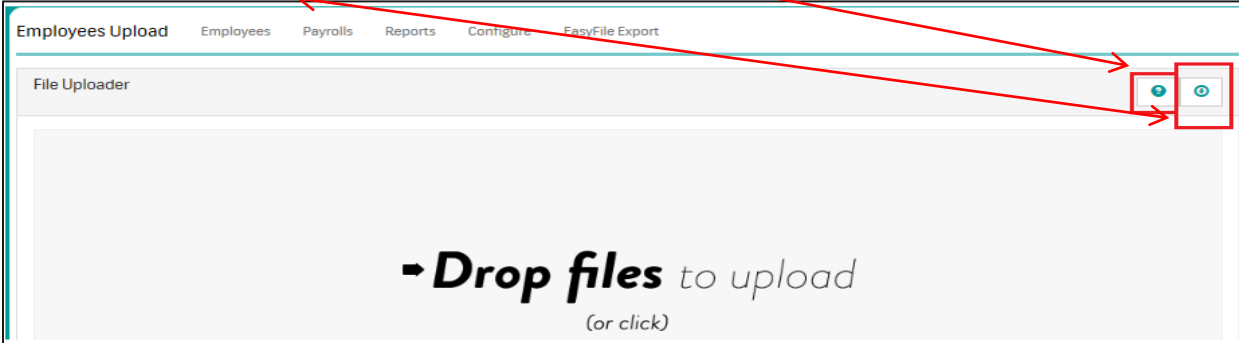 Employees Upload Employees Payrolls Reports Configure EasyFile Export
File Uploader
Drop files to upload
(or click)